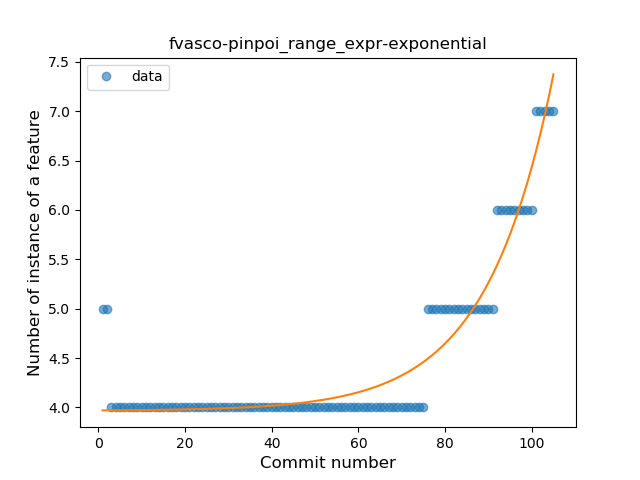 fvasco-pinpoi_range_expr-exponential
data
Number of instance of a feature
7.5
7.0
6.5
6.0
5.5
5.0
4.5
4.0
0 20 40 60 80 100
Commit number